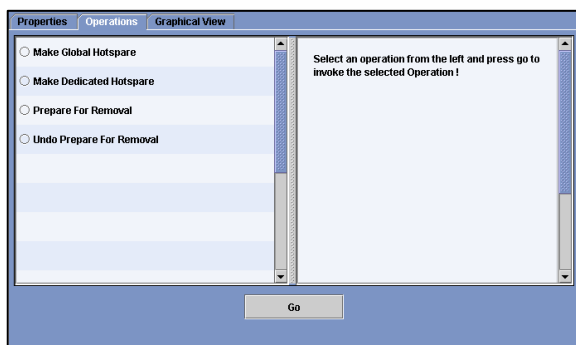 Properties Operations Graphical View
Make Global Hotspare
Make Dedicated Hotspare
Prepare For Removal
Undo Prepare For Removal
Select an operation from the left and press go to
invoke the selected Operation !
Go